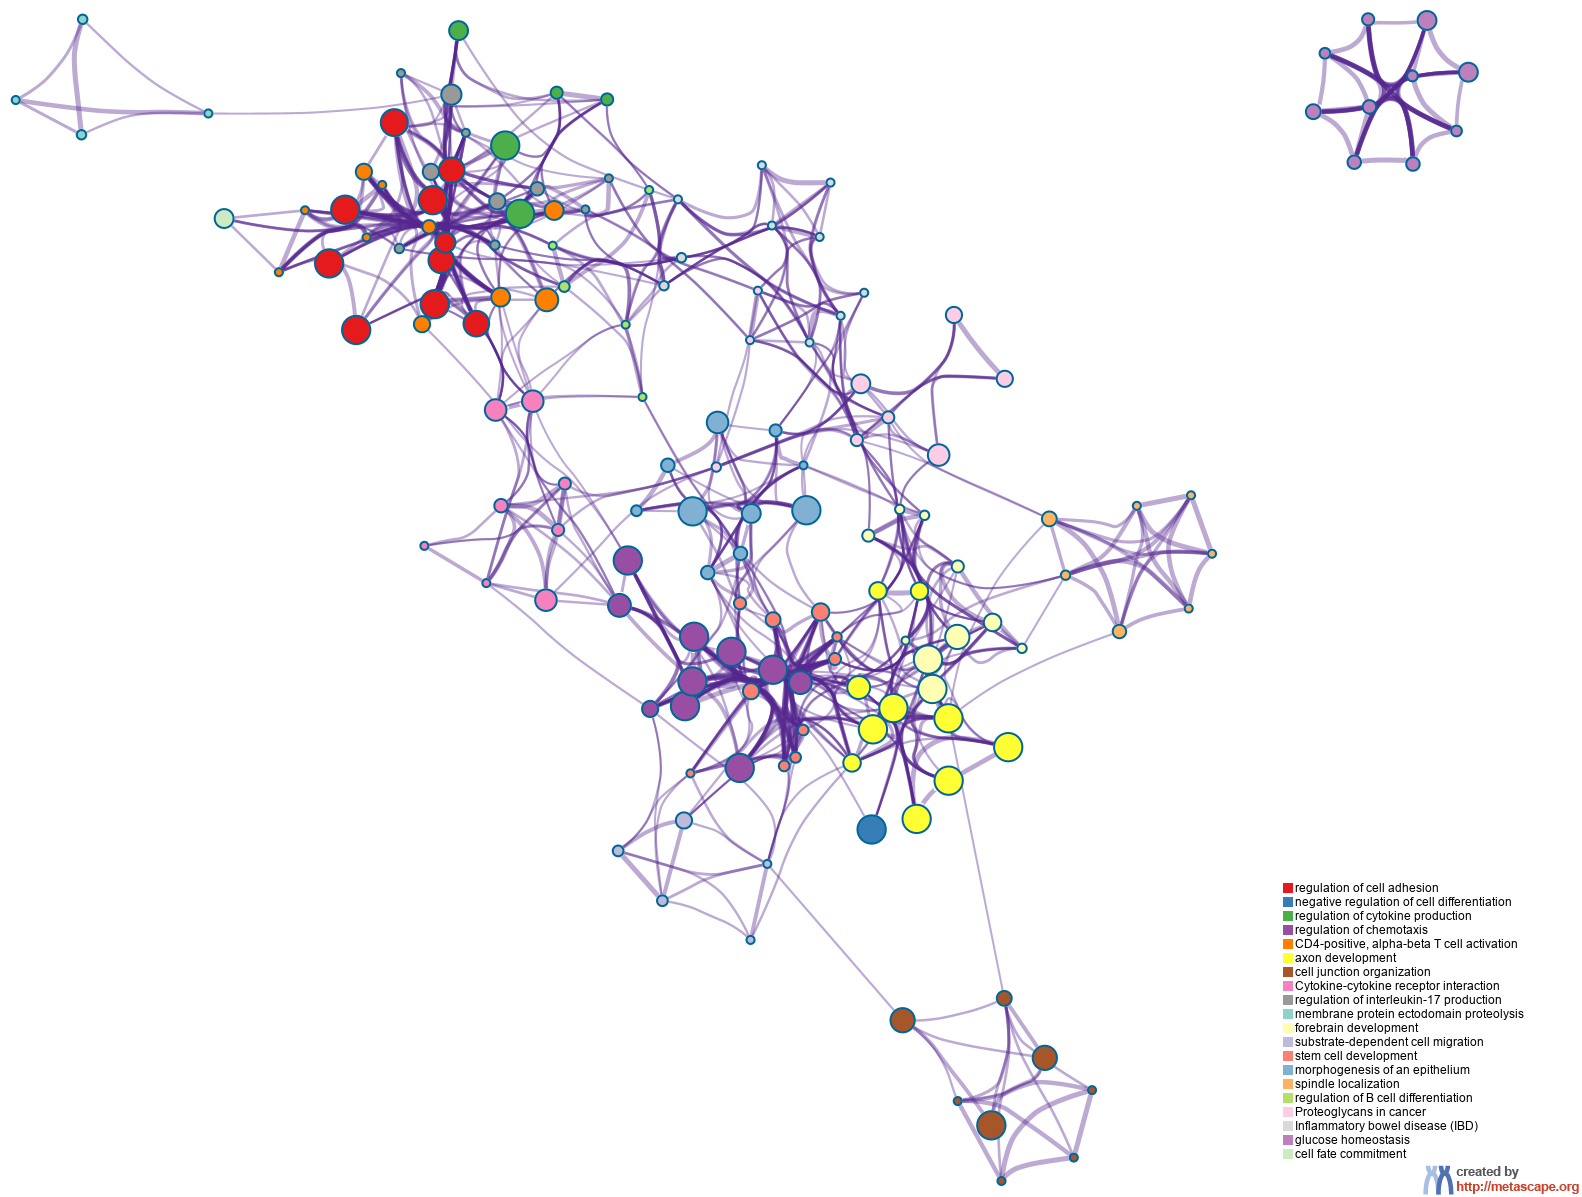 regulation of cell adhesion
negative regulation of cell differentiation
regulation of cytokine production
regulation of chemotaxis
CD4-positive, alpha-beta T cell activation
axon development
cell junction organization
Cytokine-cytokine receptor interaction
regulation of interleukin-17 production
membrane protein ectodomain proteolysis
forebrain development
substrate-dependent cell migration
stem cell development
morphogenesis of an epithelium
spindle localization
regulation of B cell differentiation
Proteoglycans in cancer
Inflammatory bowel disease (IBD)
glucose homeostasis
cell fate commitment
created by
http://metascape.org